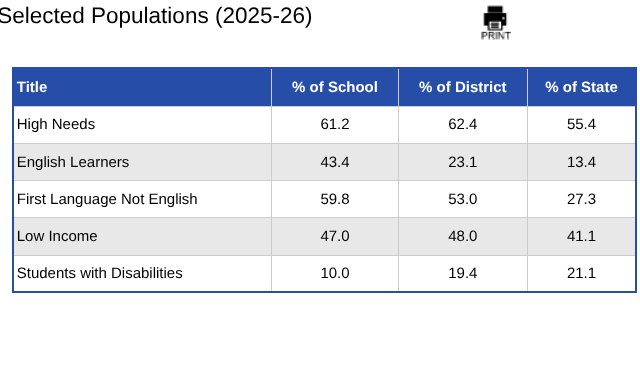 Selected Populations (2025-26)
PRINT
Title % of School % of District % of State
High Needs 61.2 62.4 55.4
English Learners 43.4 23.1 13.4
First Language Not English 59.8 53.0 27.3
Low Income 47.0 48.0 41.1
Students with Disabilities 10.0 19.4 21.1